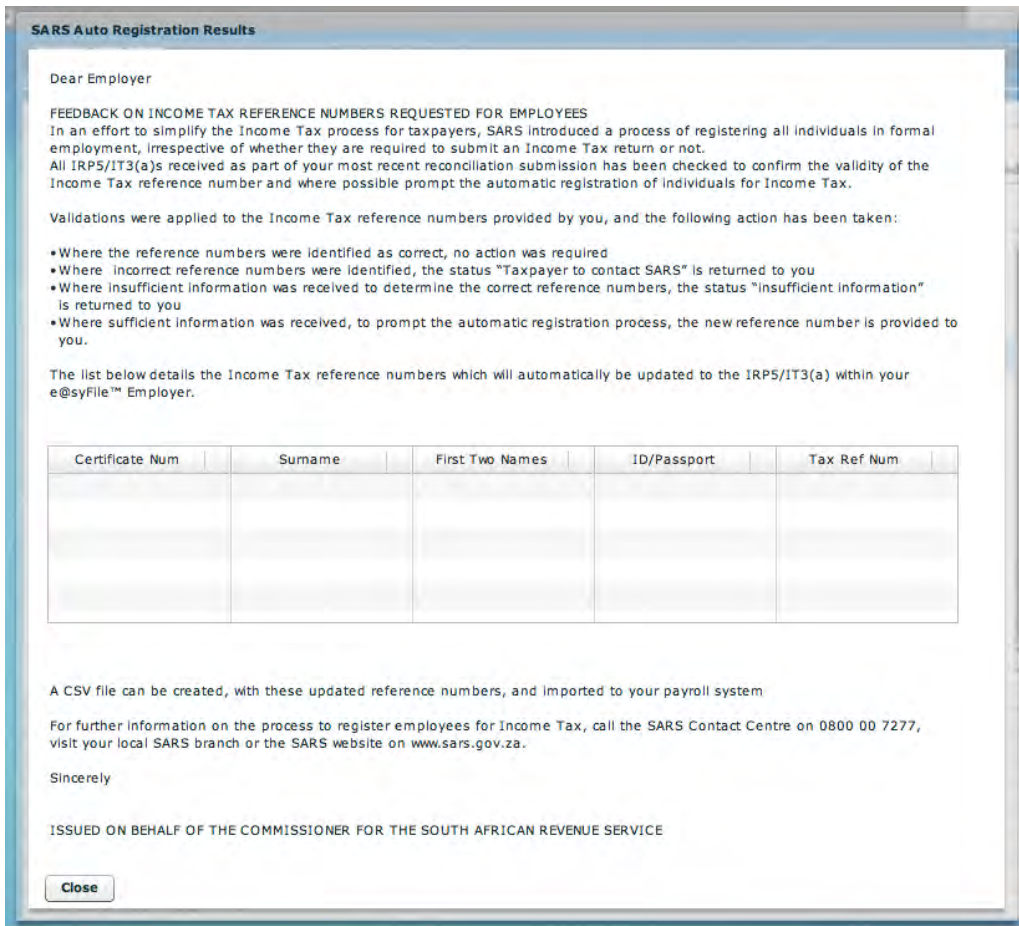 SARS Auto Registration Results
Dear Employer
FEEDBACK ON INCOME TAX REFERENCE NUMBERS REQUESTED FOR EMPLOYEES
In an effort to simplify the Income Tax process for taxpayers, SARS introduced a process of registering all individuals in formal
employment, irrespective of whether they are required to submit an Income Tax return or not.
All IRP5/IT3(a)s received as part of your most recent reconciliation submission has been checked to confirm the validity of the
Income Tax reference number and where possible prompt the automatic registration of individuals for Income Tax.
Validations were applied to the Income Tax reference numbers provided by you, and the following action has been taken:
•Where the reference numbers were identified as correct, no action was required
•Where incorrect reference numbers were identified, the status “Taxpayer to contact SARS” is returned to you
•Where insufficient information was received to determine the correct reference numbers, the status “insufficient information”
is returned to you
•Where sufficient information was received, to prompt the automatic registration process, the new reference number is provided to
you.
The list below details the Income Tax reference numbers which will automatically be updated to the IRP5/IT3(a) within your
e@syFile™ Employer.
Certificate Num Surname First Two Names ID/Passport Tax Ref Num
A CSV file can be created, with these updated reference numbers, and imported to your payroll system
For further information on the process to register employees for Income Tax, call the SARS Contact Centre on 0800 00 7277,
visit your local SARS branch or the SARS website on www.sars.gov.za.
Sincerely
ISSUED ON BEHALF OF THE COMMISSIONER FOR THE SOUTH AFRICAN REVENUE SERVICE
Close